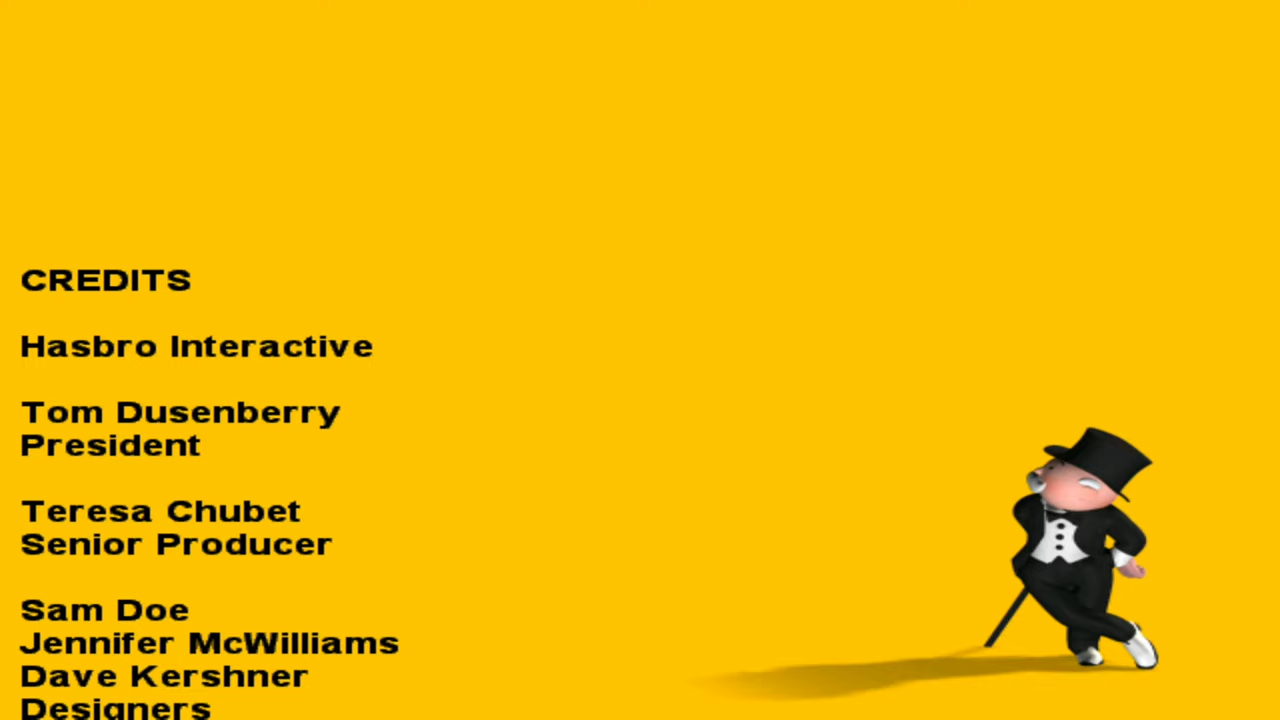 CREDITS
Hasbro Interactive
Tom Dusenberry
President
Teresa Chubet
Senior Producer
Sam Doe
Jennifer McWilliams
Dave Kershner
Designers